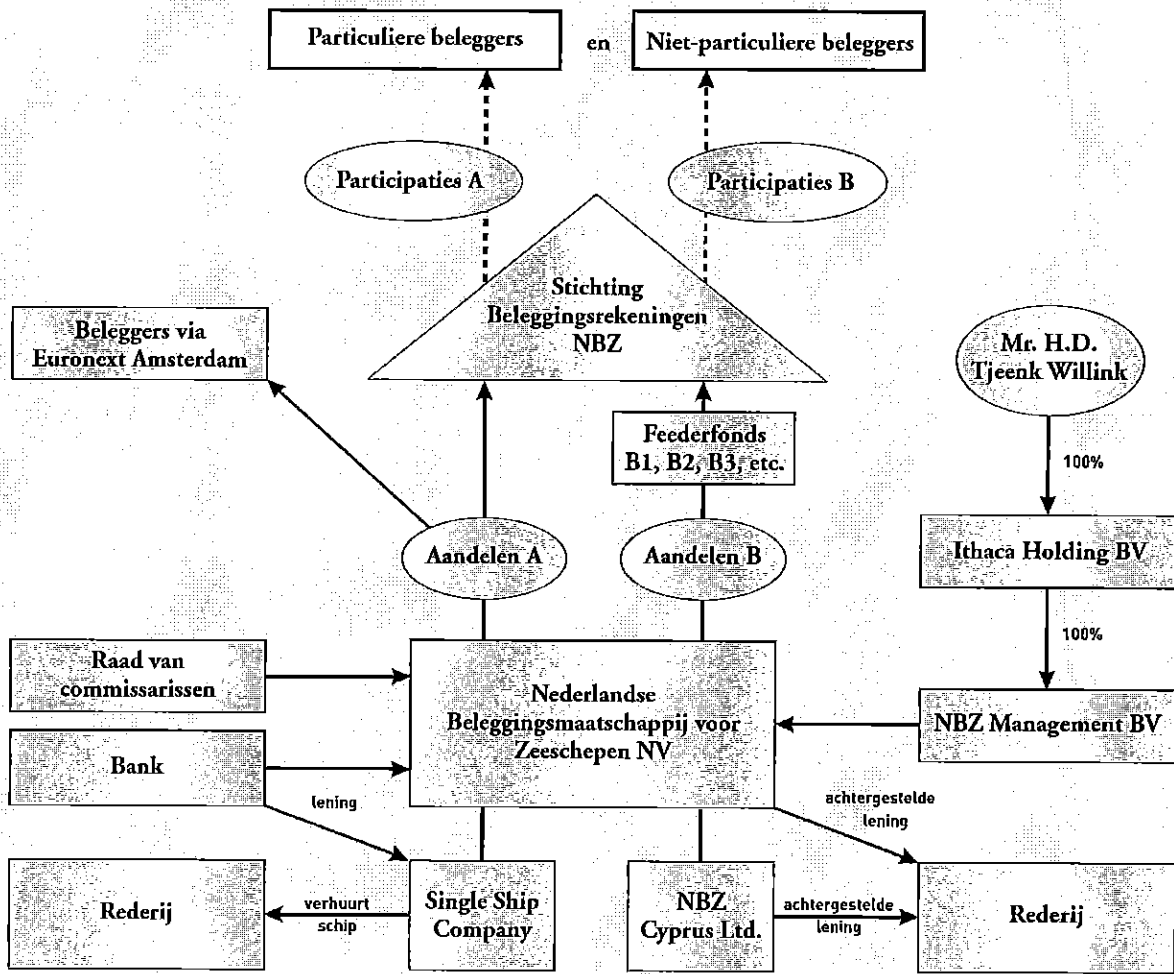 Particuliere beleggers
en
Niet-particuliere beleggers
Participaties A
Participaties B
Stichting
Beleggingsrekeningen
NBZ
Beleggers via
Euronext Amsterdam
Mr. H.D.
Tjeenk Willink
Feederfonds
B1, B2, B3, etc.
100%
Aandelen A
Aandelen B
Ithaca Holding BV
100%
Raad van
commissarissen
Nederlandse
Beleggingsmaatschappij voor
Zeeschepen NV
NBZ Management BV
Bank
lening
achtergestelde
lening
Rederij
verhuurt
schip
Single Ship
Company
NBZ
Cyprus Ltd.
achtergestelde
lening
Rederij